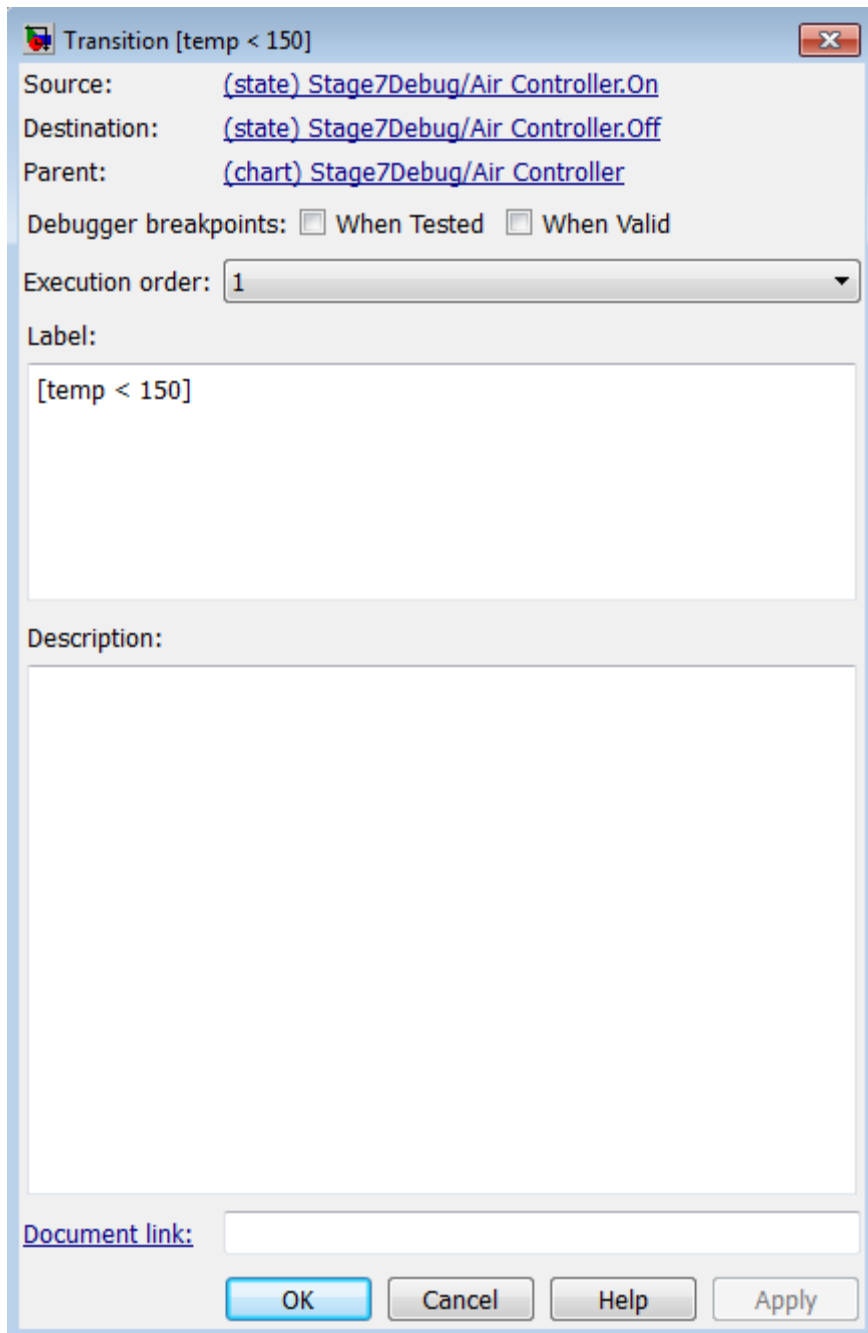 Transition [temp < 150]
Source: (state) Stage7Debug/Air Controller.On
Destination: (state) Stage7Debug/Air Controller.Off
Parent: (chart) Stage7Debug/Air Controller
Debugger breakpoints: When Tested When Valid
Execution order: 1
Label:
[temp < 150]
Description:
Document link:
OK Cancel Help Apply